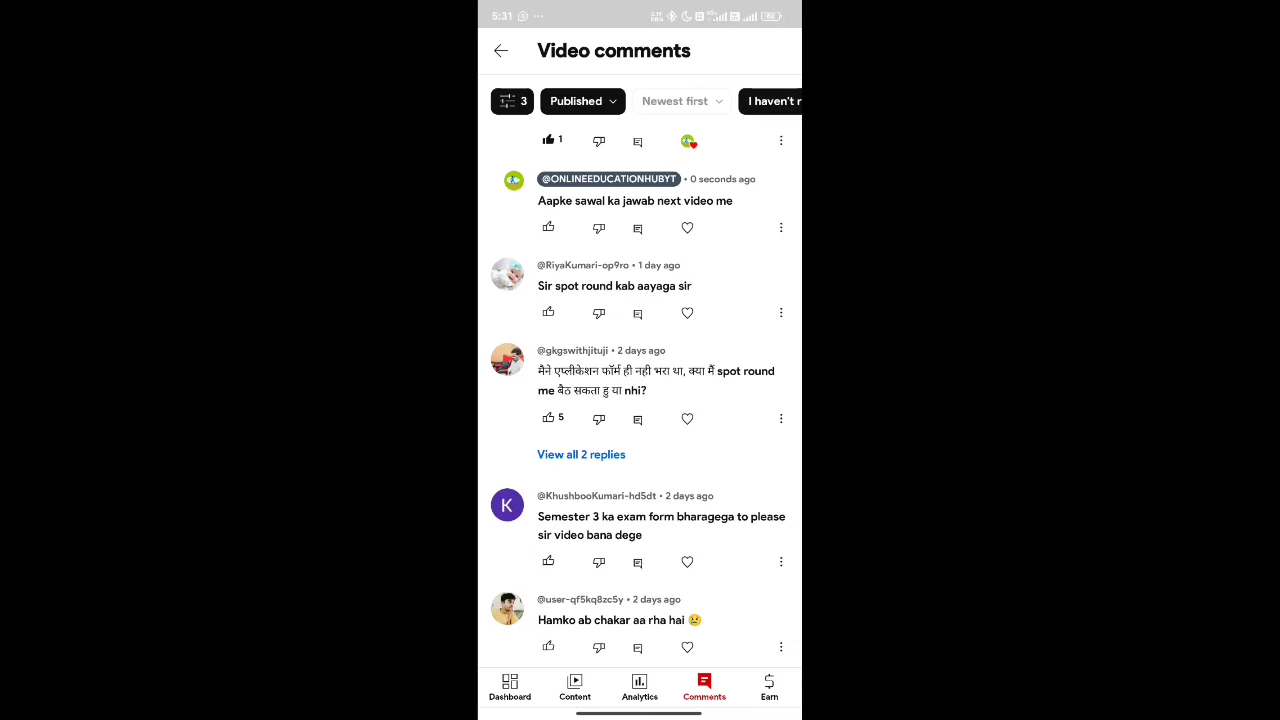 5:31
Video comments
3 Published Newest first I haven't r
1
@ONLINEEDUCATIONHUBYT • 0 seconds ago
Aapke sawal ka jawab next video me
@RiyaKumari-op9ro • 1 day ago
Sir spot round kab aayaga sir
@gkgswithjituji • 2 days ago
मैने एप्लीकेशन फॉर्म ही नही भरा था, क्या मैं spot round
me बैठ सकता हु या nhi?
5
View all 2 replies
K
@KhushbooKumari-hd5dt • 2 days ago
Semester 3 ka exam form bharagega to please
sir video bana dege
@user-qf5kq8zc5y • 2 days ago
Hamko ab chakar aa rha hai 😢
Dashboard Content Analytics Comments Earn